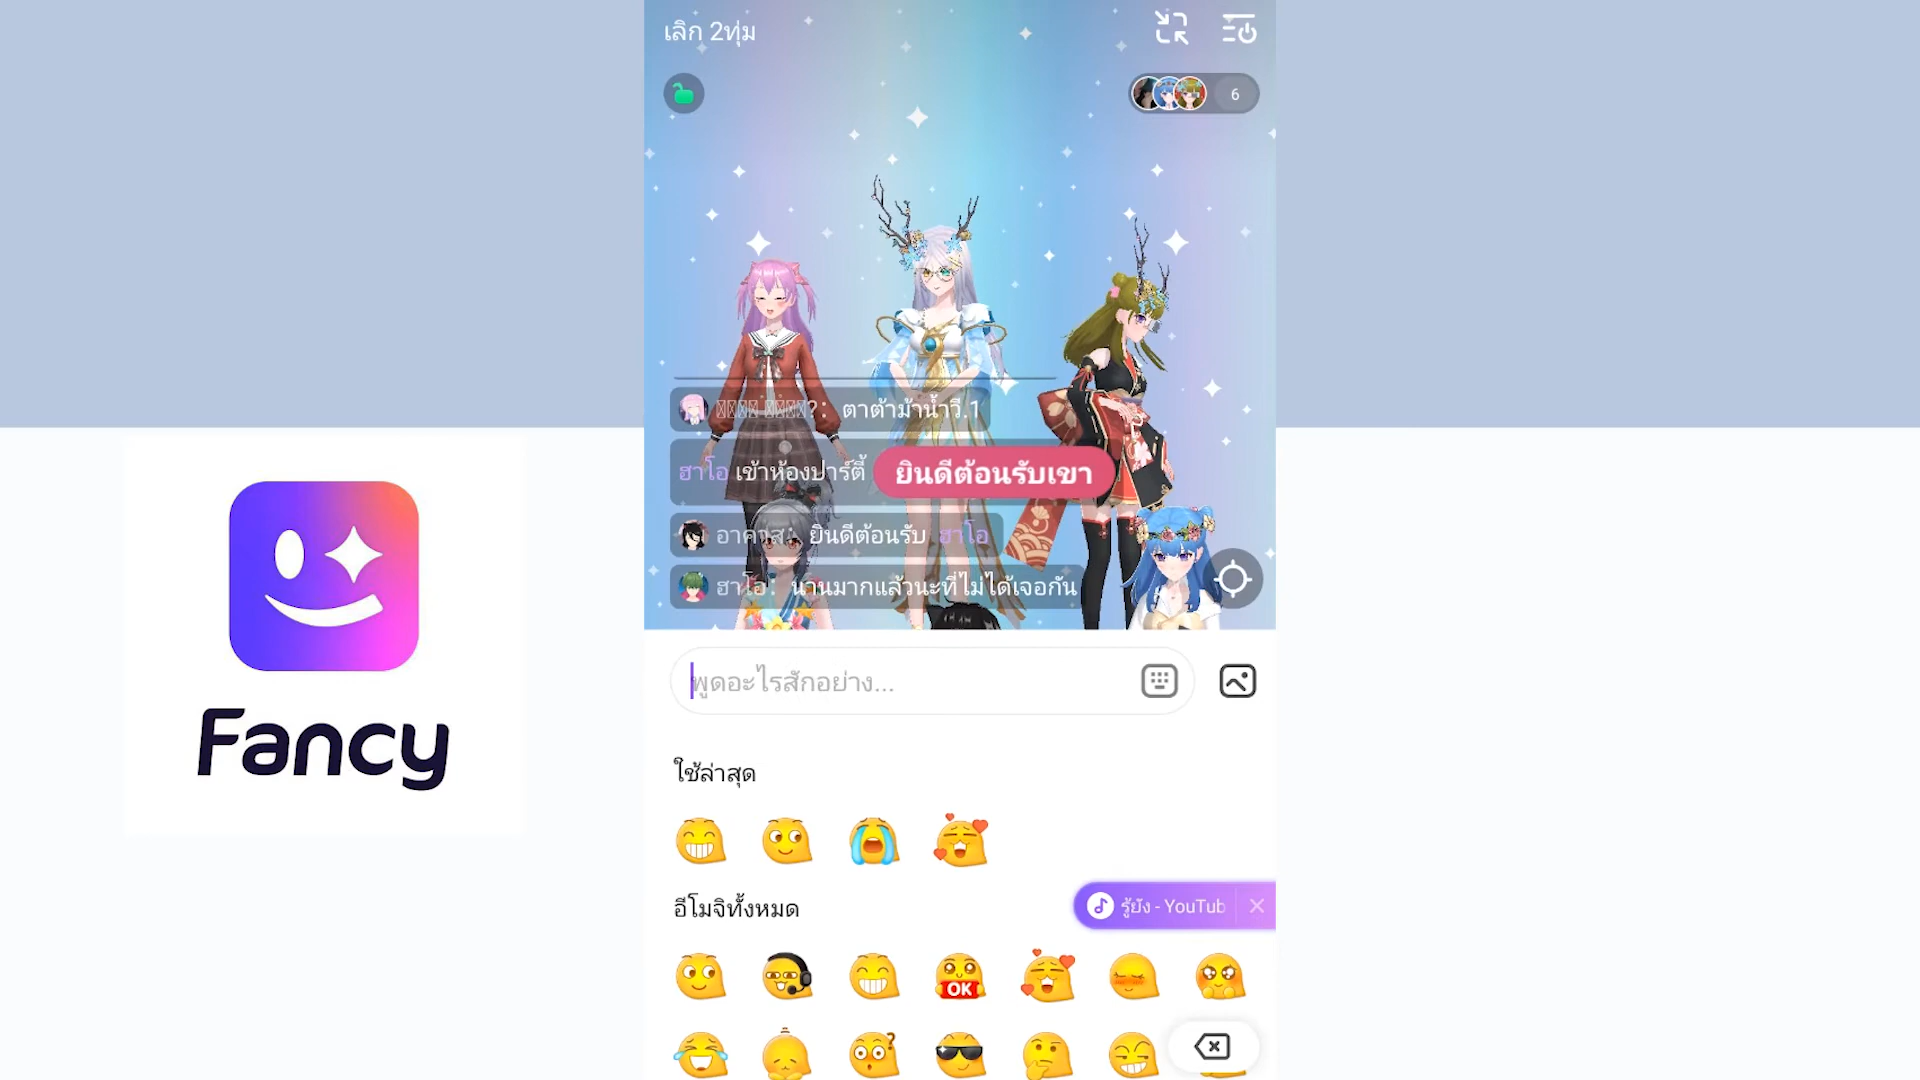 เลิก 2ทุ่ม
6
?: ตาต้าม้าน้ำวี.1
ฮาโอ เข้าห้องปาร์ตี้ ยินดีต้อนรับเขา
อาคาส: ยินดีต้อนรับ ฮาโอ
ฮาโอ: นานมากแล้วนะที่ไม่ได้เจอกัน
พูดอะไรสักอย่าง...
Fancy
ใช้ล่าสุด
อีโมจิทั้งหมด
รู้ยัง - YouTub
OK